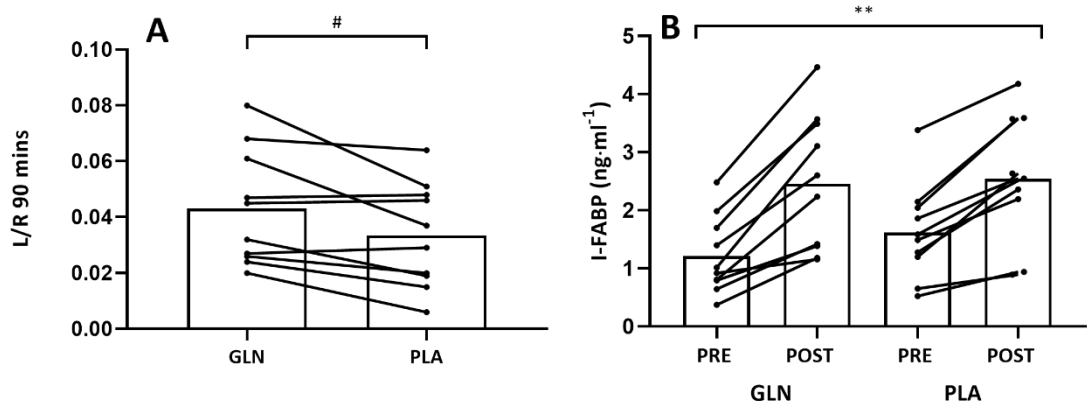 A
#
0.10
0.08
0.06
0.04
0.02
0.00
L/R 90 mins
GLN
PLA
B
**
5
4
3
2
1
0
I-FABP (ng·ml⁻¹)
PRE
POST
PRE
POST
GLN
PLA